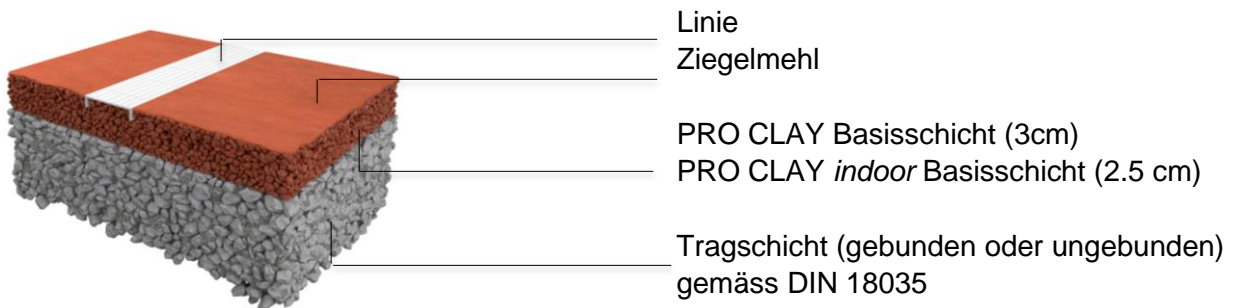 Linie
Ziegelmehl
PRO CLAY Basisschicht (3cm)
PRO CLAY indoor Basisschicht (2.5 cm)
Tragschicht (gebunden oder ungebunden)
gemäss DIN 18035